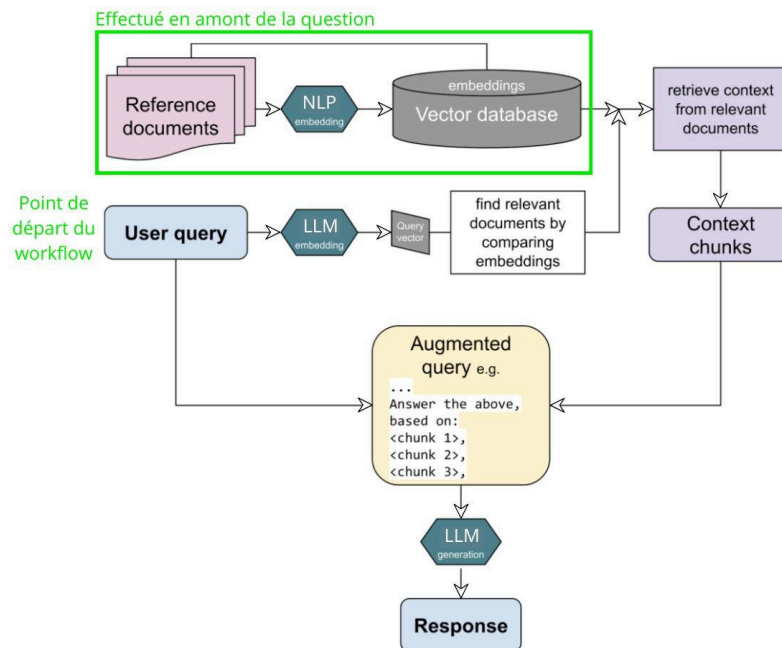 Effectué en amont de la question
Reference
documents
NLP
embedding
embeddings
Vector database
retrieve context
from relevant
documents
Point de
départ du
workflow
User query
LLM
embedding
Query
vector
find relevant
documents by
comparing
embeddings
Context
chunks
Augmented
query e.g.
...
Answer the above,
based on:
<chunk 1>,
<chunk 2>,
<chunk 3>,
LLM
generation
Response